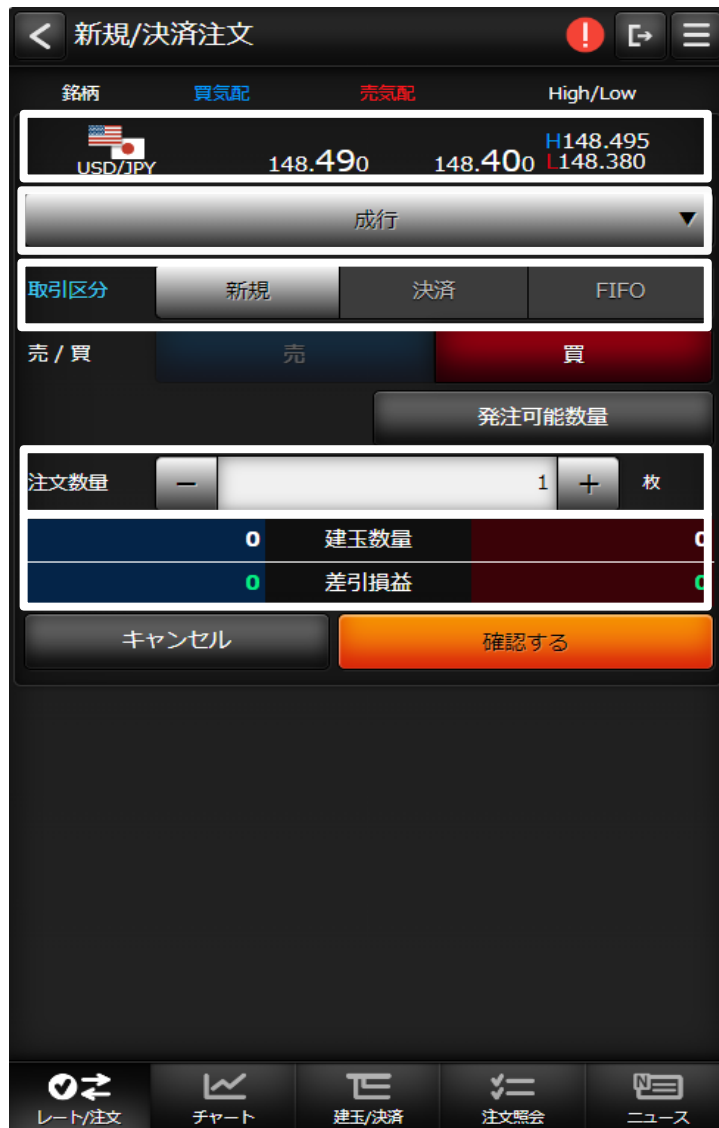 新規/決済注文
銘柄 買気配 売気配 High/Low
USD/JPY 148.490 148.400 H148.495
L148.380
成行 ▼
取引区分 新規 決済 FIFO
売 / 買 売 買
発注可能数量
注文数量 － 1 ＋ 枚
0 建玉数量 0
0 差引損益 0
キャンセル 確認する
レート/注文 チャート 建玉/決済 注文照会 ニュース